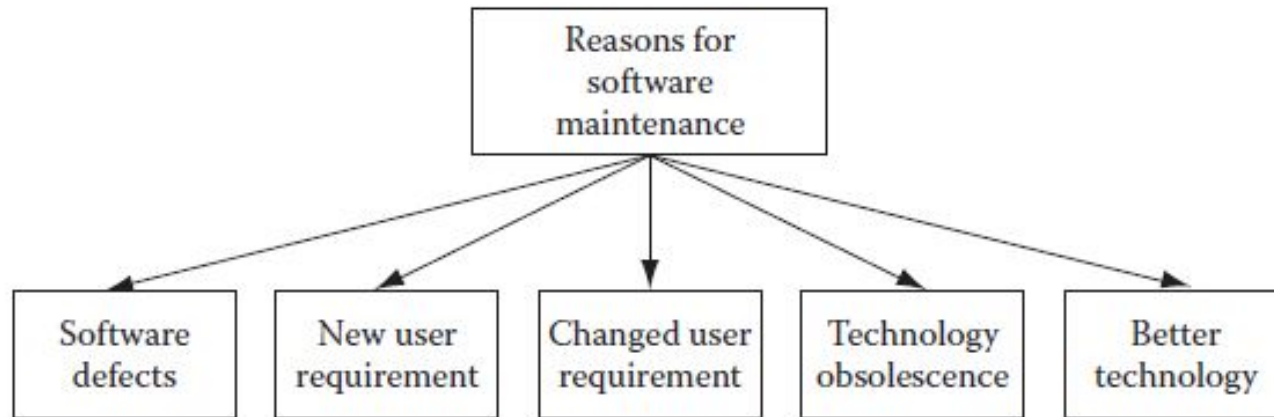 Reasons for
software
maintenance
Software
defects
New user
requirement
Changed user
requirement
Technology
obsolescence
Better
technology